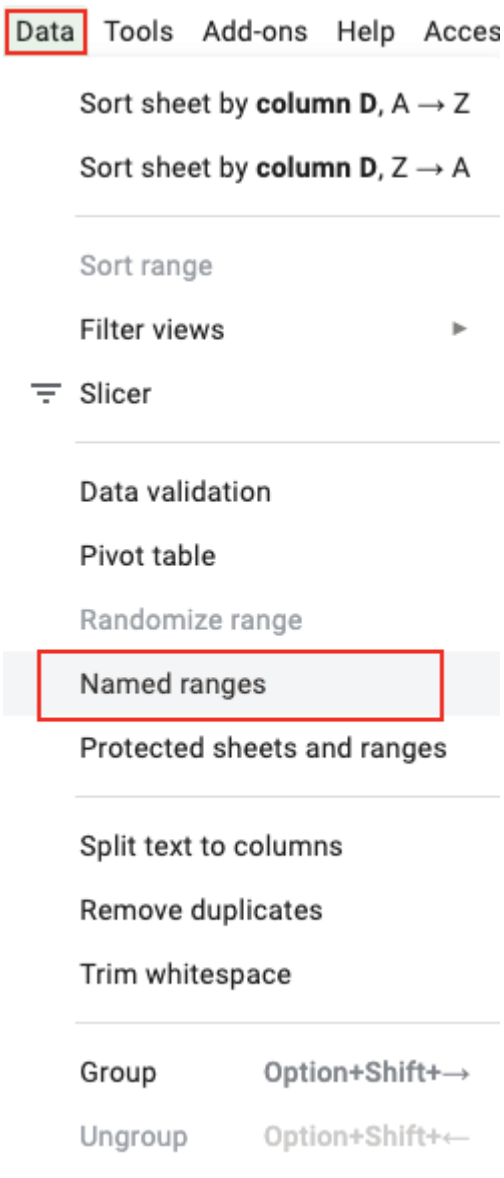 Data Tools Add-ons Help Acces
Sort sheet by column D, A → Z
Sort sheet by column D, Z → A
Sort range
Filter views
Slicer
Data validation
Pivot table
Randomize range
Named ranges
Protected sheets and ranges
Split text to columns
Remove duplicates
Trim whitespace
Group Option+Shift+→
Ungroup Option+Shift+←